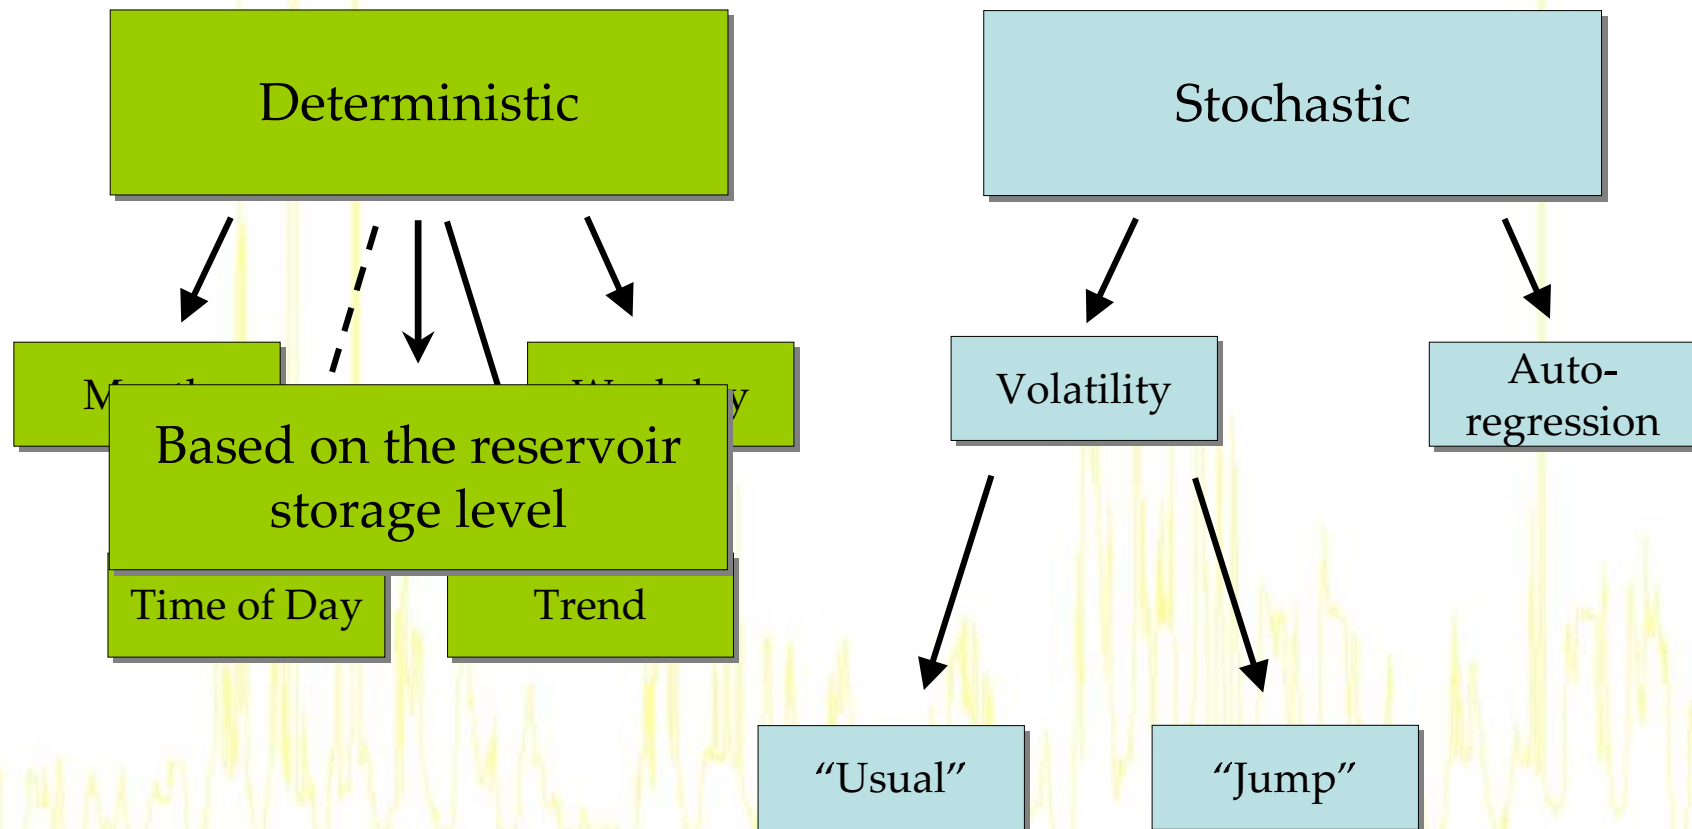 Deterministic
Stochastic
Volatility
Auto-
regression
Based on the reservoir
storage level
Time of Day
Trend
“Usual”
“Jump”